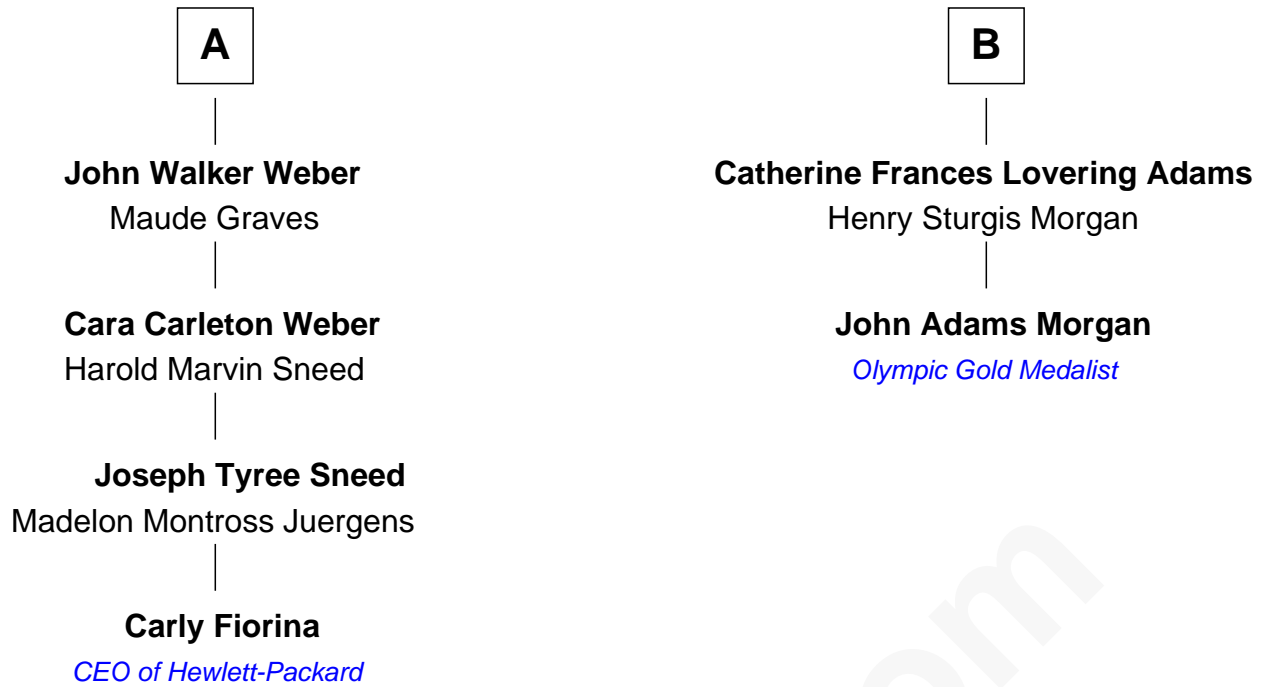 A
John Walker Weber
Maude Graves
Cara Carleton Weber
Harold Marvin Sneed
Joseph Tyree Sneed
Madelon Montross Juergens
Carly Fiorina
CEO of Hewlett-Packard
B
Catherine Frances Lovering Adams
Henry Sturgis Morgan
John Adams Morgan
Olympic Gold Medalist
om